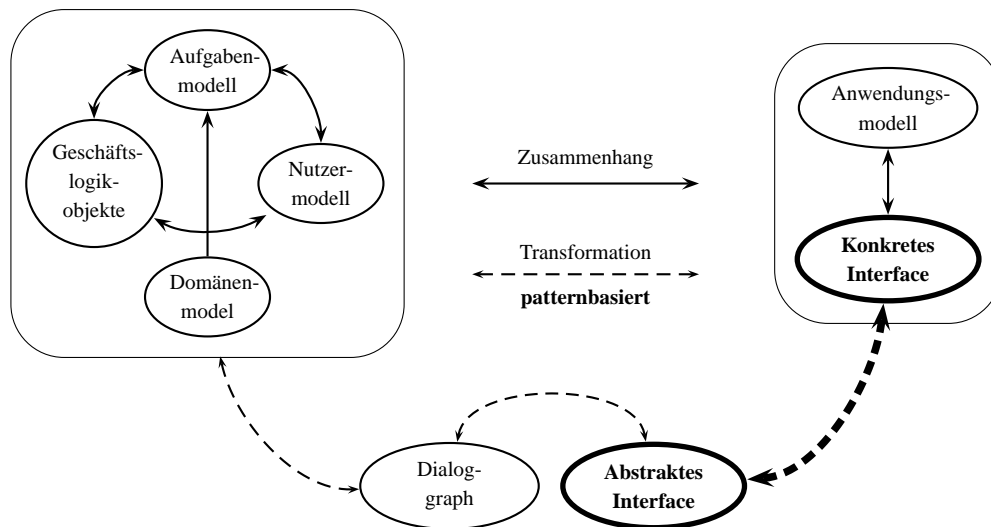 Aufgaben-
modell
Geschäfts-
logik-
objekte
Nutzer-
modell
Domänen-
model
Zusammenhang
Transformation
patternbasiert
Anwendungs-
modell
Konkretes
Interface
Dialog-
graph
Abstraktes
Interface